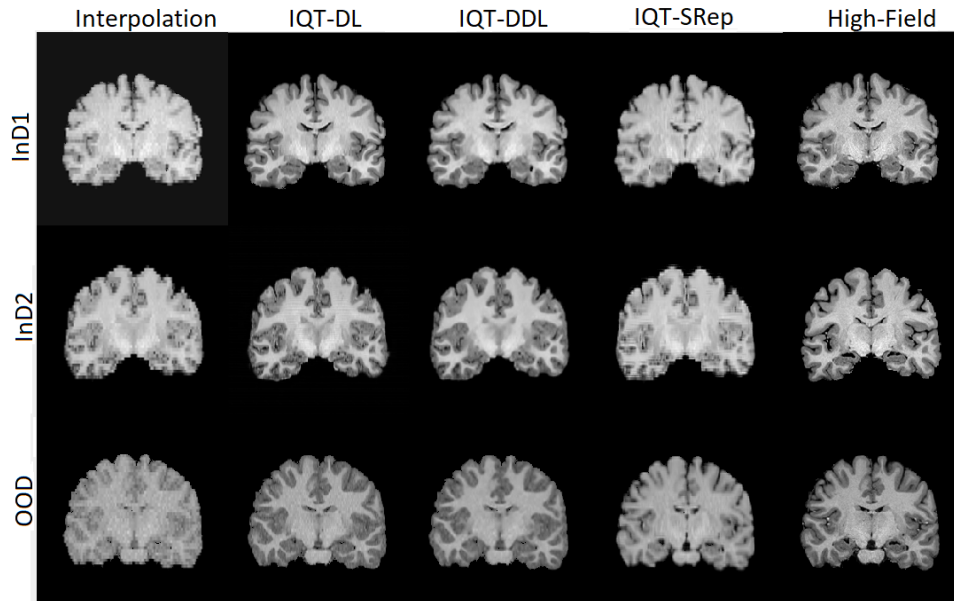 Interpolation IQT-DL IQT-DDL IQT-SRep High-Field
InD1
InD2
OOD